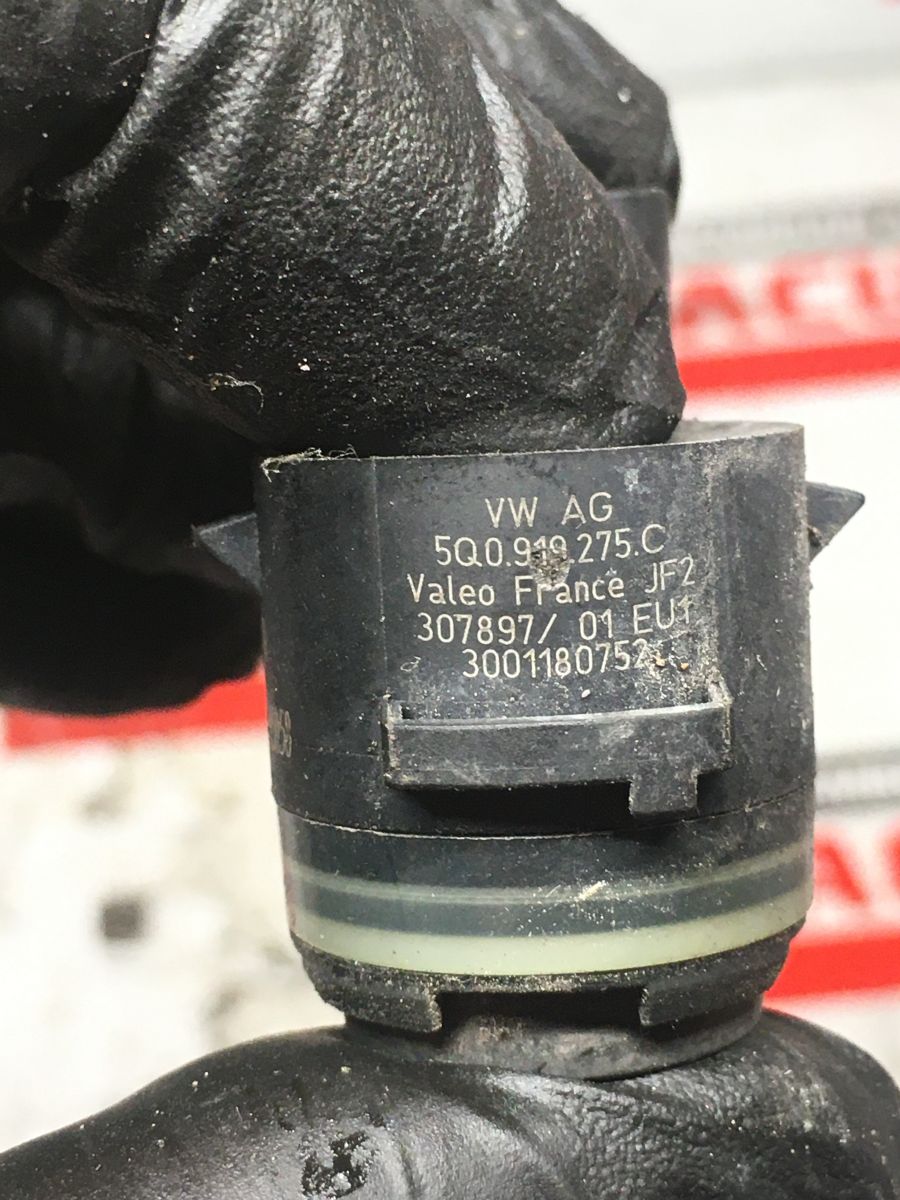 VW AG
5Q0.919.275.C
Valeo France JF2
307897/ 01 EU1
3001180752